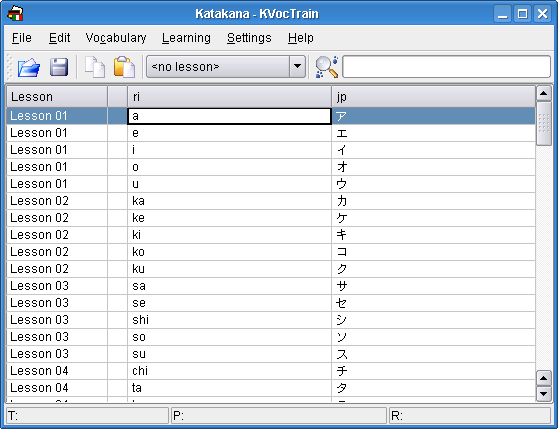 Katakana - KVocTrain
File Edit Vocabulary Learning Settings Help
<no lesson>
Lesson ri jp
Lesson 01 a ア
Lesson 01 e エ
Lesson 01 i イ
Lesson 01 o オ
Lesson 01 u ウ
Lesson 02 ka カ
Lesson 02 ke ケ
Lesson 02 ki キ
Lesson 02 ko コ
Lesson 02 ku ク
Lesson 03 sa サ
Lesson 03 se セ
Lesson 03 shi シ
Lesson 03 so ソ
Lesson 03 su ス
Lesson 04 chi チ
Lesson 04 ta タ
T: P: R: